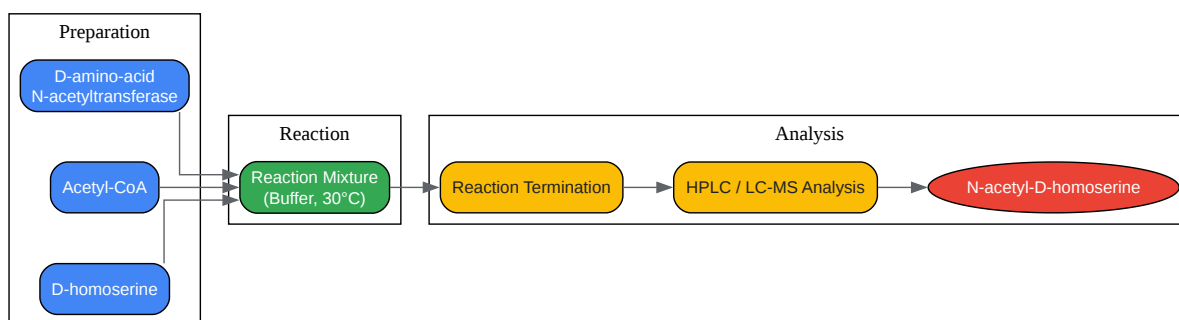 Preparation
D-amino-acid
N-acetyltransferase
Acetyl-CoA
D-homoserine
Reaction
Reaction Mixture
(Buffer, 30°C)
Analysis
Reaction Termination
HPLC / LC-MS Analysis
N-acetyl-D-homoserine